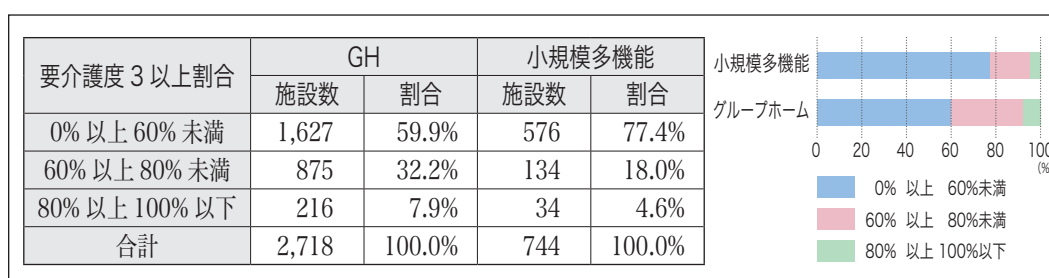 要介護度 3 以上割合 GH 小規模多機能
施設数 割合 施設数 割合
0% 以上 60% 未満 1,627 59.9% 576 77.4%
60% 以上 80% 未満 875 32.2% 134 18.0%
80% 以上 100% 以下 216 7.9% 34 4.6%
合計 2,718 100.0% 744 100.0%
小規模多機能
グループホーム
0 20 40 60 80 100
(%
0% 以上 60%未満
60% 以上 80%未満
80% 以上 100%以下